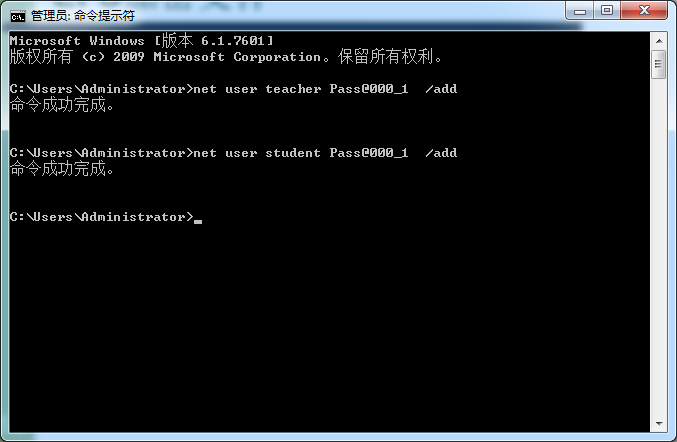 管理员: 命令提示符
Microsoft Windows [版本 6.1.7601]
版权所有 (c) 2009 Microsoft Corporation。保留所有权利。
C:\Users\Administrator>net user teacher Pass@000_1  /add
命令成功完成。
C:\Users\Administrator>net user student Pass@000_1  /add
命令成功完成。
C:\Users\Administrator>